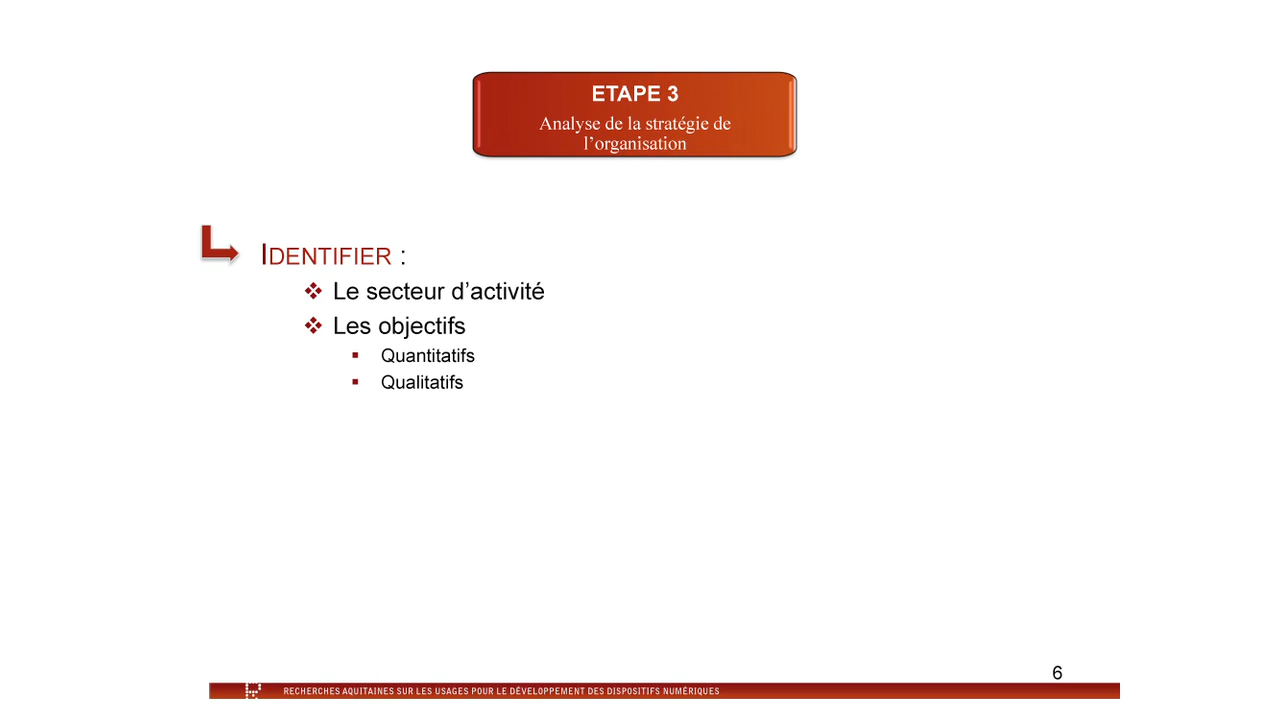 ETAPE 3
Analyse de la stratégie de
l’organisation
IDENTIFIER :
❖ Le secteur d’activité
❖ Les objectifs
▪ Quantitatifs
▪ Qualitatifs
6
RECHERCHES AQUITAINES SUR LES USAGES POUR LE DÉVELOPPEMENT DES DISPOSITIFS NUMÉRIQUES